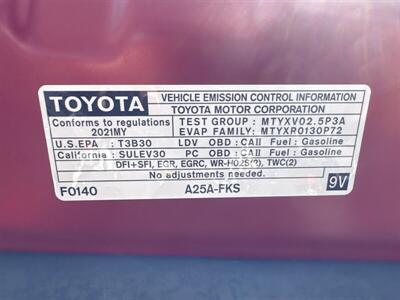 TOYOTA VEHICLE EMISSION CONTROL INFORMATION
TOYOTA MOTOR CORPORATION
Conforms to regulations TEST GROUP : MTYXV02.5P3A
2021MY EVAP FAMILY: MTYXR0130P72
U.S.EPA : T3B30 LDV OBD : CAII Fuel : Gasoline
California : SULEV30 PC OBD : CAII Fuel : Gasoline
DFI+SFI, EGR, EGRC, WR-HO2S(2), TWC(2)
No adjustments needed.
F0140 A25A-FKS 9V